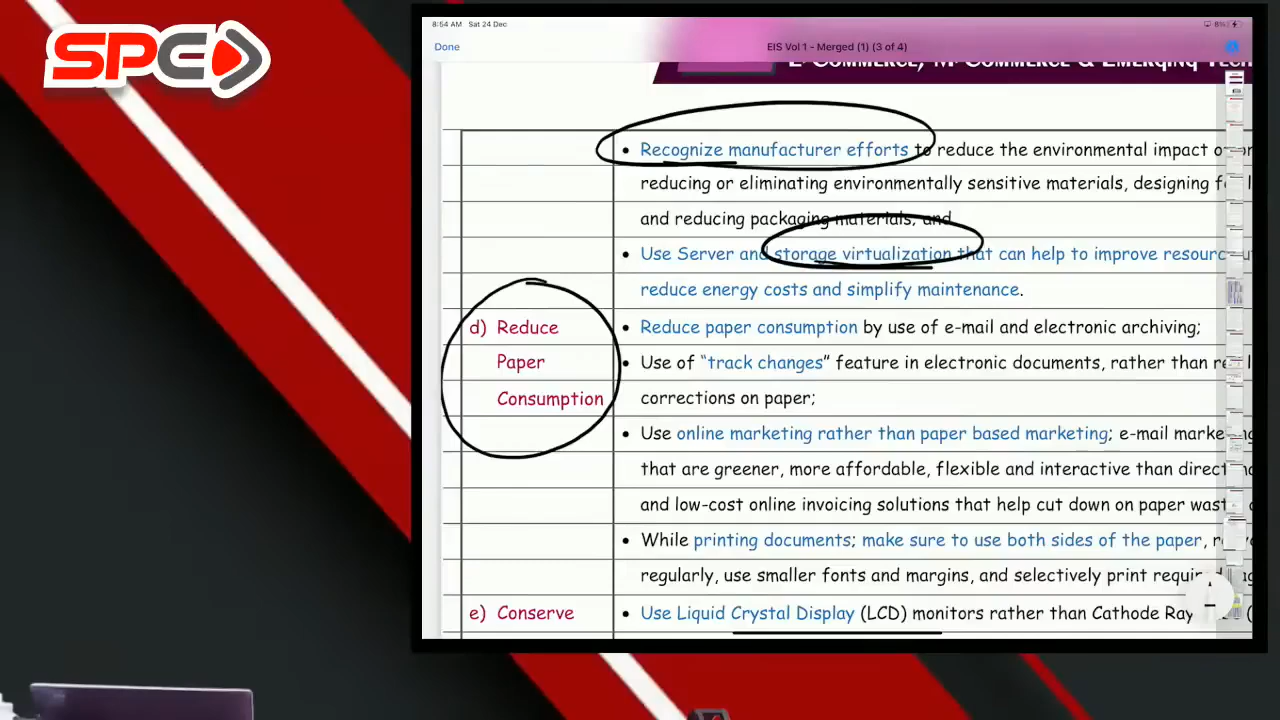 SPC
8:54 AM Sat 24 Dec
8%
Done
EIS Vol 1 - Merged (1) (3 of 4)
E-COMMERCE, M-COMMERCE & EMERGING TECH
• Recognize manufacturer efforts to reduce the environmental impact
reducing or eliminating environmentally sensitive materials, designing
and reducing packaging materials, and
• Use Server and storage virtualization that can help to improve
reduce energy costs and simplify maintenance.
d) Reduce • Reduce paper consumption by use of e-mail and electronic archiving;
Paper • Use of “track changes” feature in electronic documents, rather than
Consumption corrections on paper;
• Use online marketing rather than paper based marketing; e-mail
that are greener, more affordable, flexible and interactive than
and low-cost online invoicing solutions that help cut down on paper
• While printing documents; make sure to use both sides of the paper,
regularly, use smaller fonts and margins, and selectively print
e) Conserve • Use Liquid Crystal Display (LCD) monitors rather than Cathode Ray